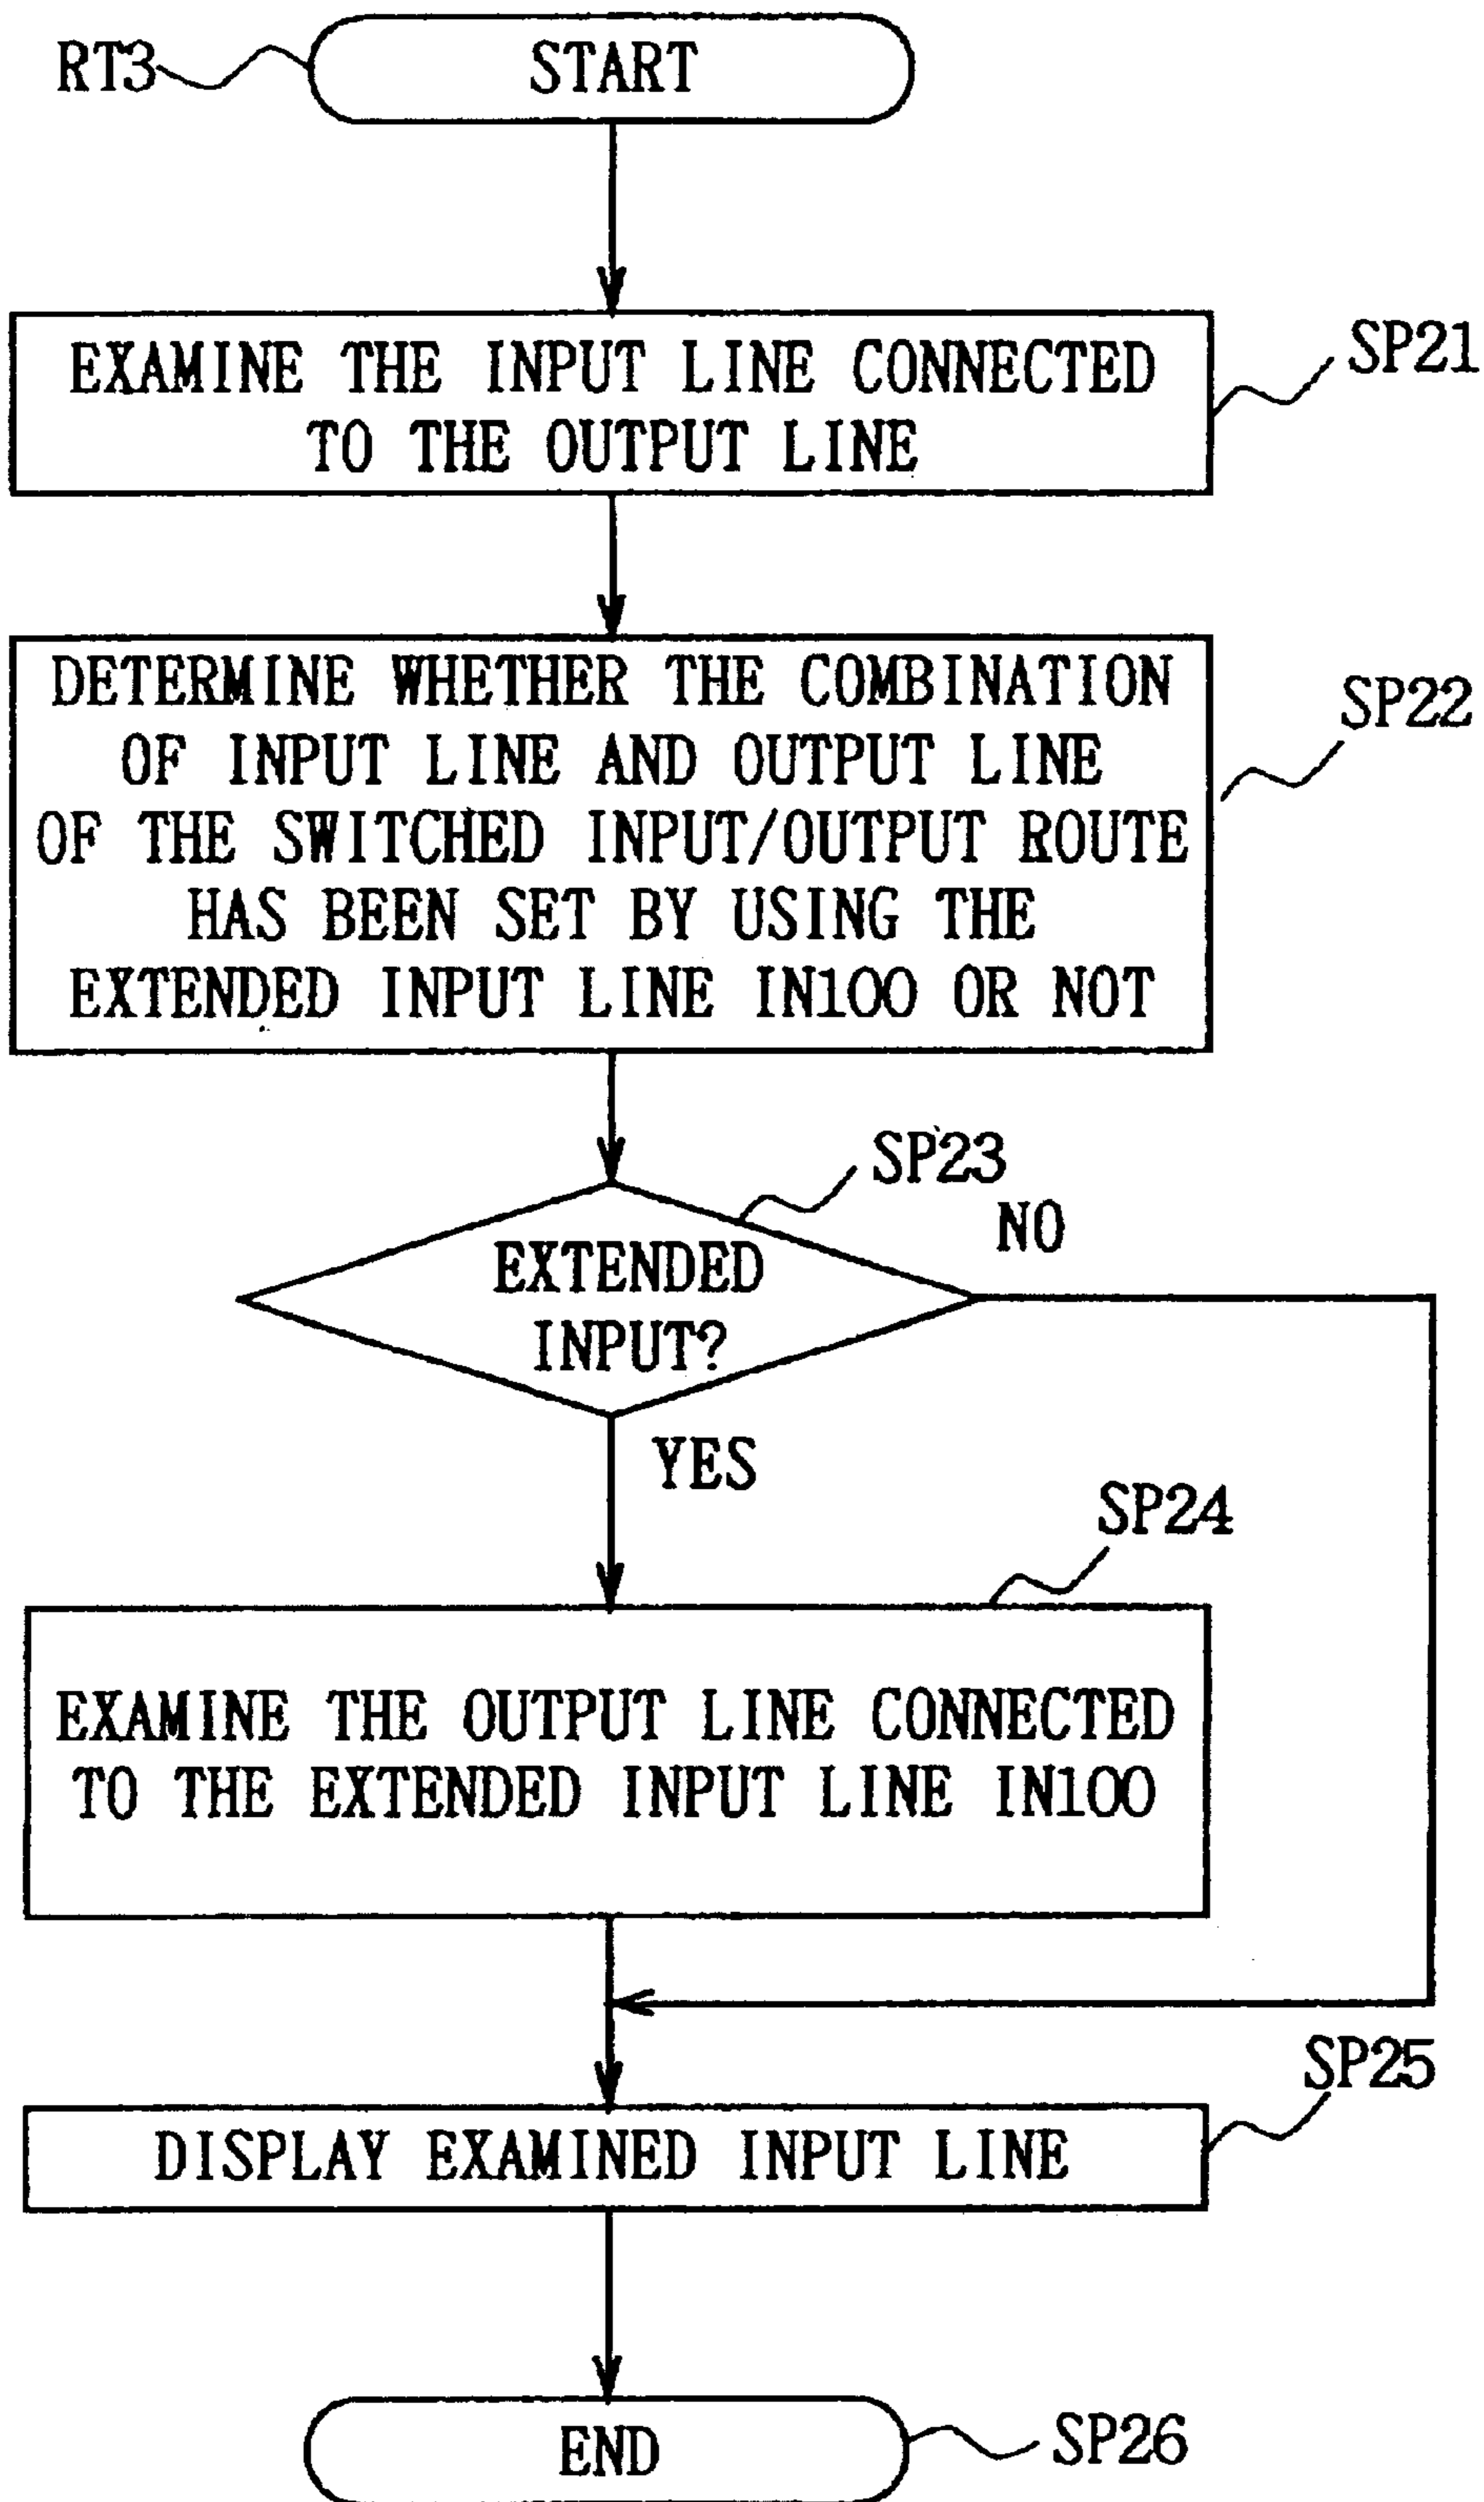 RT3
START
EXAMINE THE INPUT LINE CONNECTED
TO THE OUTPUT LINE
SP21
DETERMINE WHETHER THE COMBINATION
OF INPUT LINE AND OUTPUT LINE
OF THE SWITCHED INPUT/OUTPUT ROUTE
HAS BEEN SET BY USING THE
EXTENDED INPUT LINE IN100 OR NOT
SP22
SP23
NO
EXTENDED
INPUT?
YES
SP24
EXAMINE THE OUTPUT LINE CONNECTED
TO THE EXTENDED INPUT LINE IN100
SP25
DISPLAY EXAMINED INPUT LINE
END
SP26